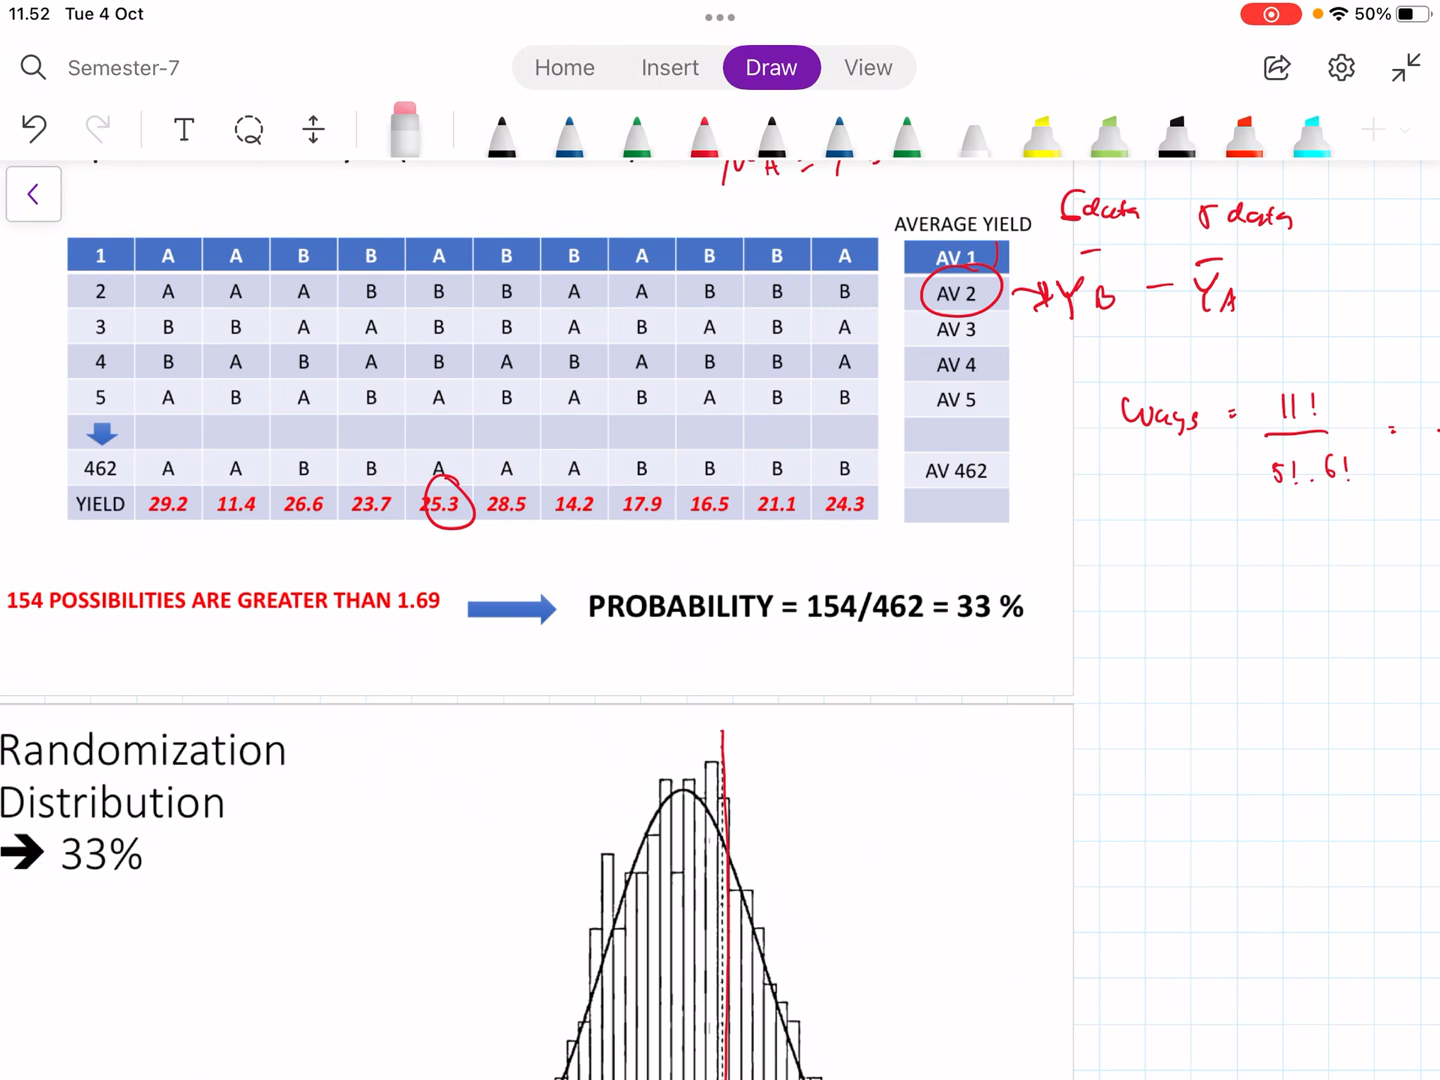 11.52 Tue 4 Oct 50%
Semester-7 Home Insert Draw View
T
AVERAGE YIELD
data data
1 A A B B A B B A B B A AV 1
2 A A A B B B A A B B B AV 2
YB − YA
3 B B A A B B A B A B A AV 3
4 B A B B B A B A B B A AV 4
5 A B A B A B A B A B B AV 5
Ways = 11! / 5! . 6! =
462 A A B B A A A B B B B AV 462
YIELD 29.2 11.4 26.6 23.7 25.3 28.5 14.2 17.9 16.5 21.1 24.3
154 POSSIBILITIES ARE GREATER THAN 1.69
PROBABILITY = 154/462 = 33 %
Randomization
Distribution
➔ 33%